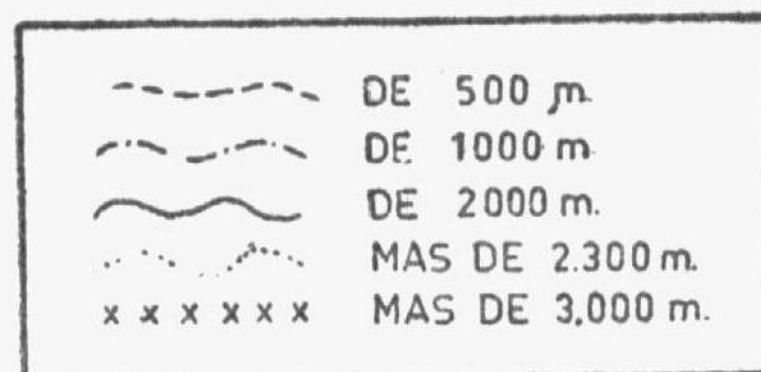 DE 500 m.
DE 1000 m
DE 2000 m.
MAS DE 2.300 m.
MAS DE 3,000 m.